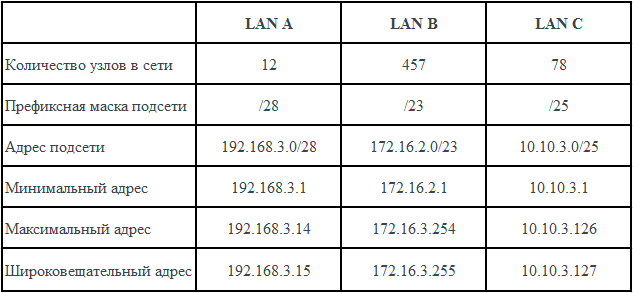 LAN A LAN B LAN C
Количество узлов в сети 12 457 78
Префиксная маска подсети /28 /23 /25
Адрес подсети 192.168.3.0/28 172.16.2.0/23 10.10.3.0/25
Минимальный адрес 192.168.3.1 172.16.2.1 10.10.3.1
Максимальный адрес 192.168.3.14 172.16.3.254 10.10.3.126
Широковещательный адрес 192.168.3.15 172.16.3.255 10.10.3.127